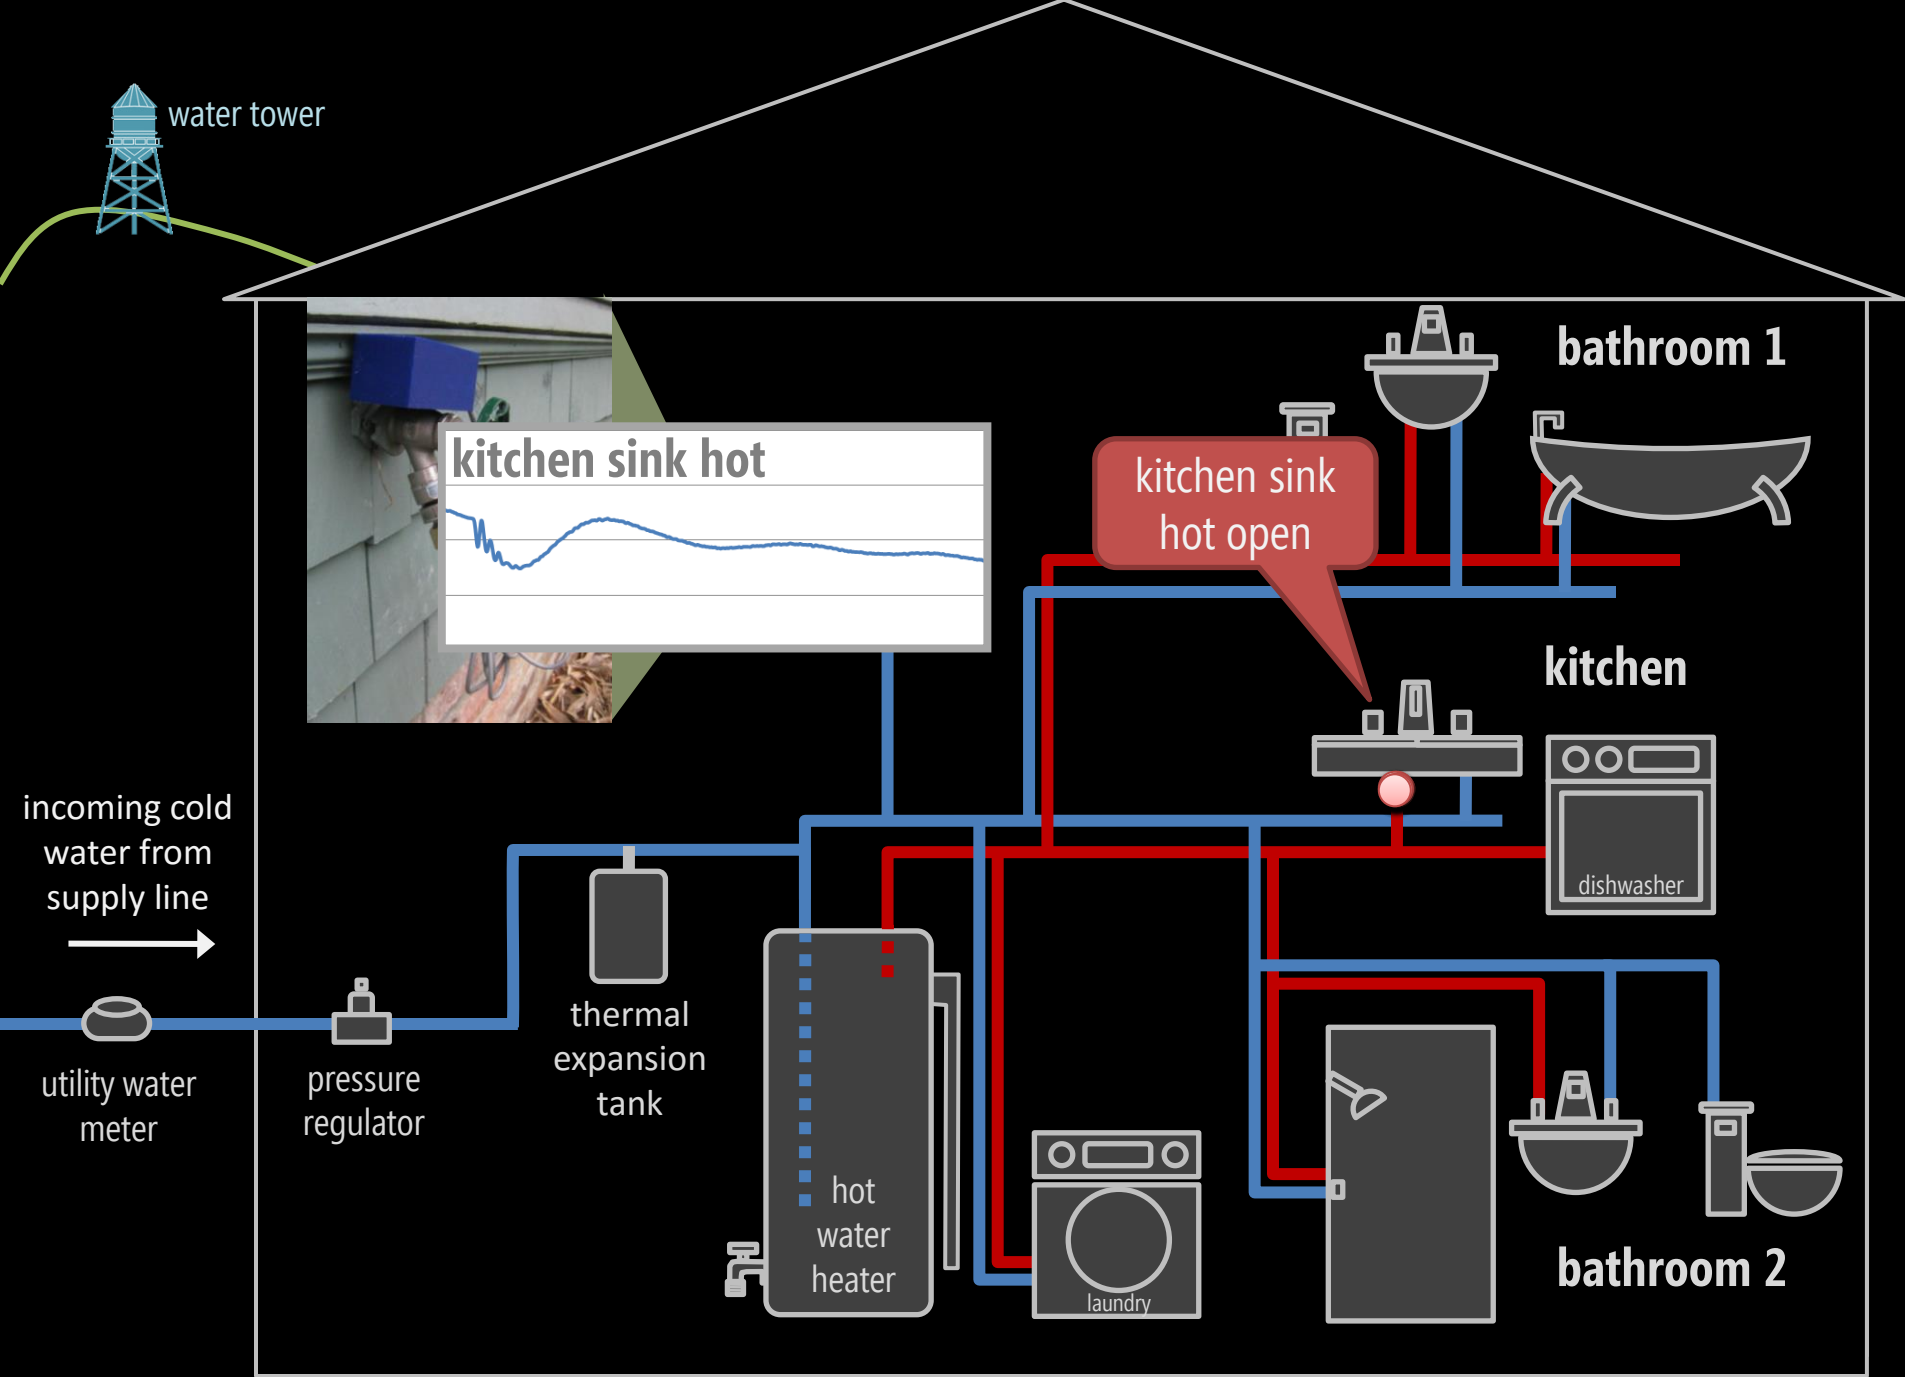 water tower
bathroom 1
kitchen sink hot
kitchen sink
hot open
kitchen
incoming cold
water from
supply line
dishwasher
thermal
expansion
tank
utility water
meter
pressure
regulator
hot
water
heater
laundry
bathroom 2